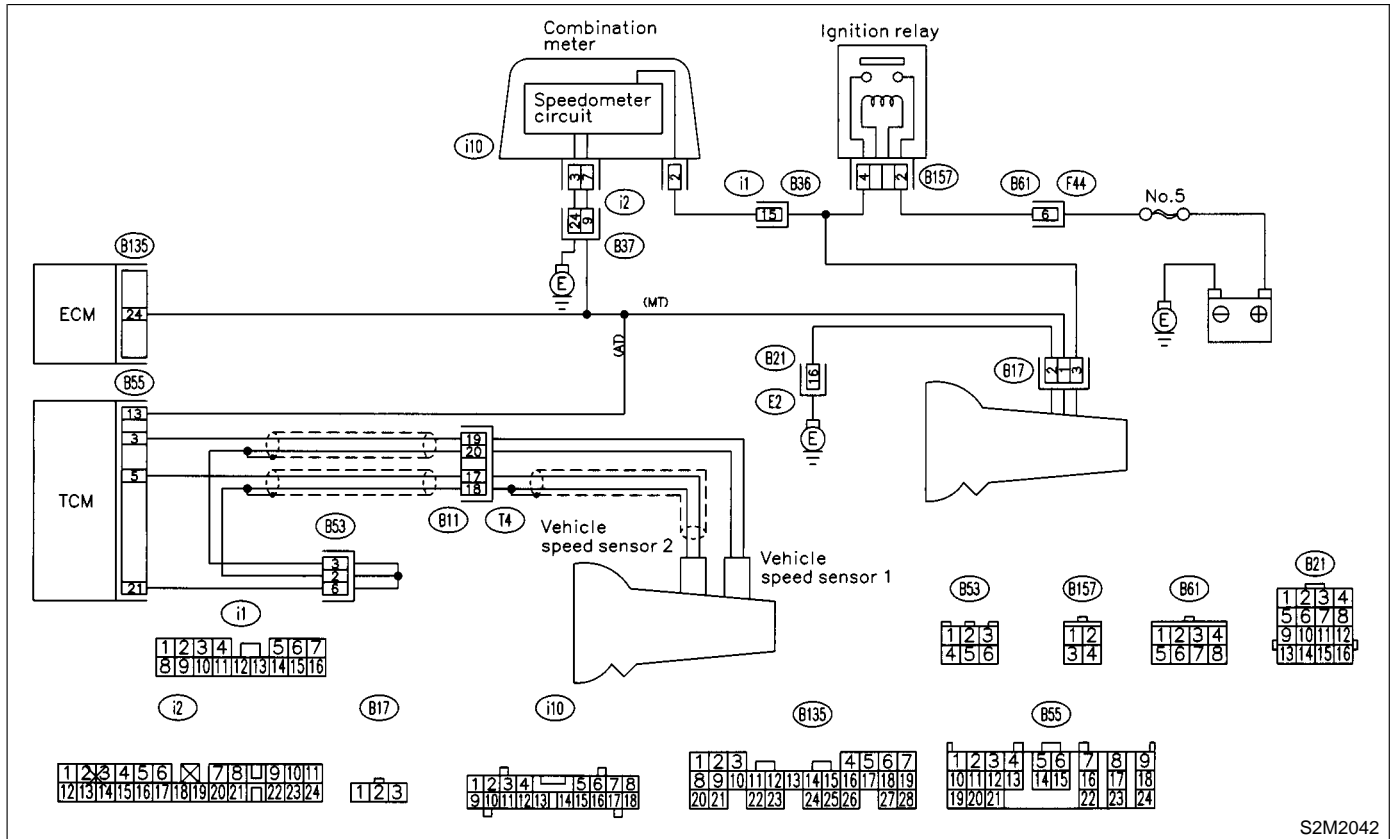 Combination
meter
Ignition relay
Speedometer
circuit
i10
3 7
2
4 2
B157
i1 B36
B61 F44
No.5
15
6
i2
24 9
B37
B135
E
E
ECM
24
(MT)
(AT)
B21
16
E2
E
B17
2 1 3
B55
TCM
13
3
5
21
19
20
17
18
B11 T4
B53
3
2
6
Vehicle
speed sensor 2
Vehicle
speed sensor 1
i1
1 2 3 4 5 6 7
8 9 10 11 12 13 14 15 16
B53
1 2 3
4 5 6
B157
1 2
3 4
B61
1 2 3 4
5 6 7 8
B21
1 2 3 4
5 6 7 8
9 10 11 12
13 14 15 16
i2
1 2 3 4 5 6 7 8 9 10 11
12 13 14 15 16 17 18 19 20 21 22 23 24
B17
1 2 3
i10
1 2 3 4 5 6 7 8
9 10 11 12 13 14 15 16 17 18
B135
1 2 3 4 5 6 7
8 9 10 11 12 13 14 15 16 17 18 19
20 21 22 23 24 25 26 27 28
B55
1 2 3 4 5 6 7 8 9
10 11 12 13 14 15 16 17 18
19 20 21 22 23 24
S2M2042